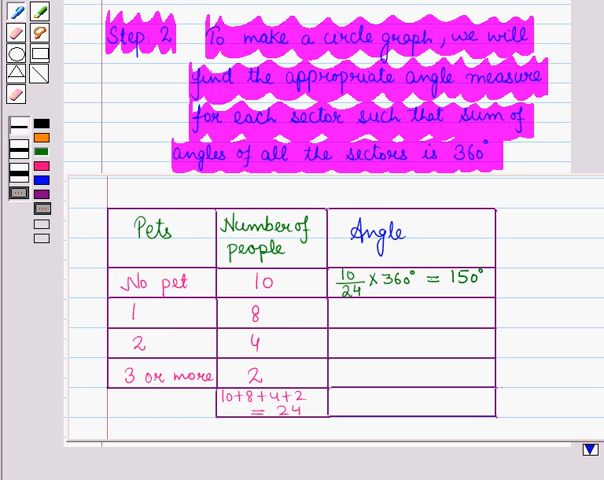 Step 2 To make a circle graph, we will
find the appropriate angle measure
for each sector such that sum of
angles of all the sectors is 360°
Pets Number of people Angle
No pet 10 10/24 × 360° = 150°
1 8
2 4
3 or more 2
10+8+4+2
= 24